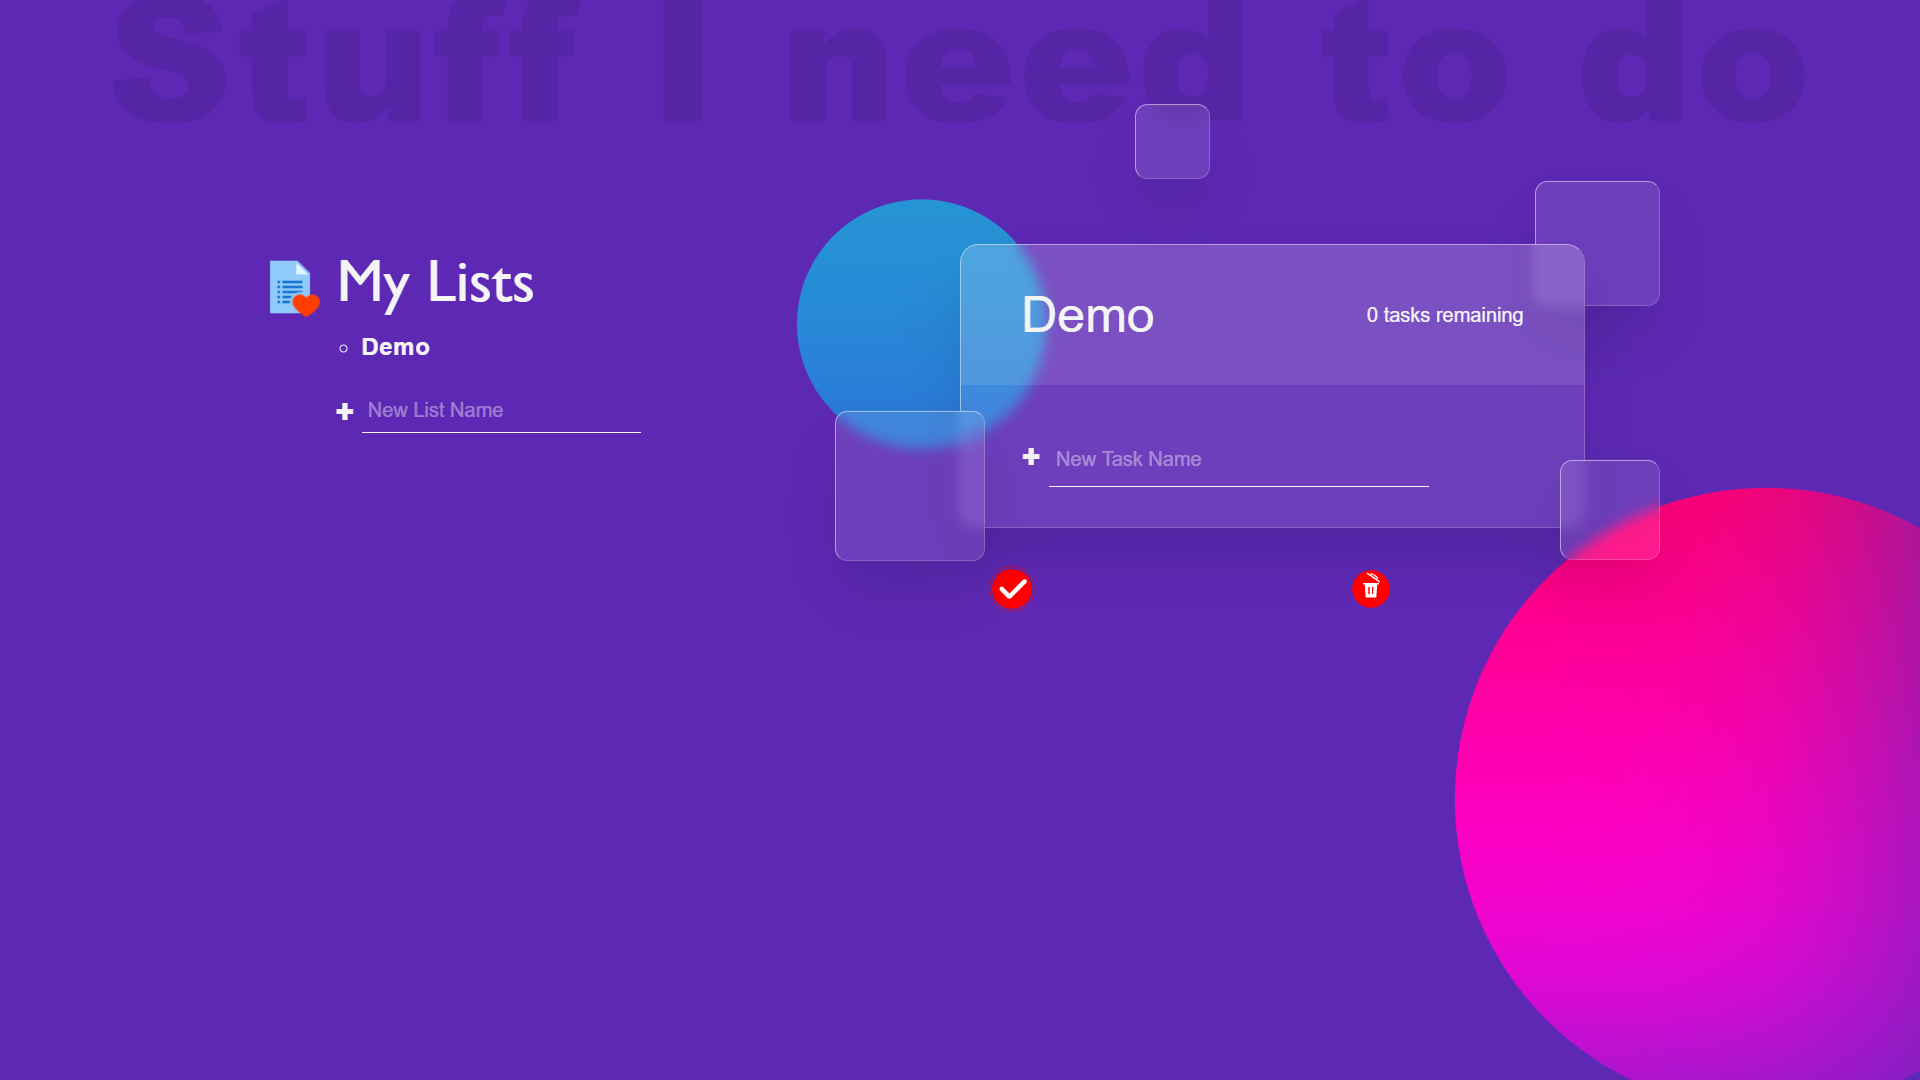 Stuff I need to do
My Lists
Demo
New List Name
Demo
0 tasks remaining
New Task Name